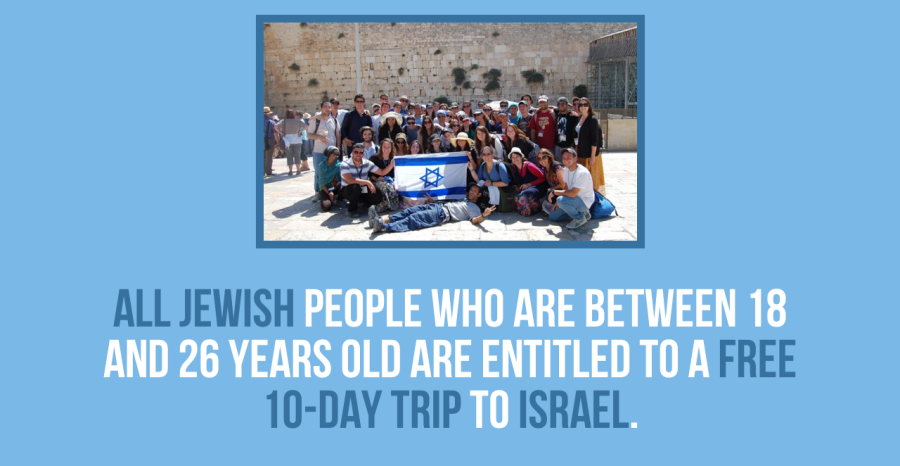 ALL JEWISH PEOPLE WHO ARE BETWEEN 18
AND 26 YEARS OLD ARE ENTITLED TO A FREE
10-DAY TRIP TO ISRAEL.